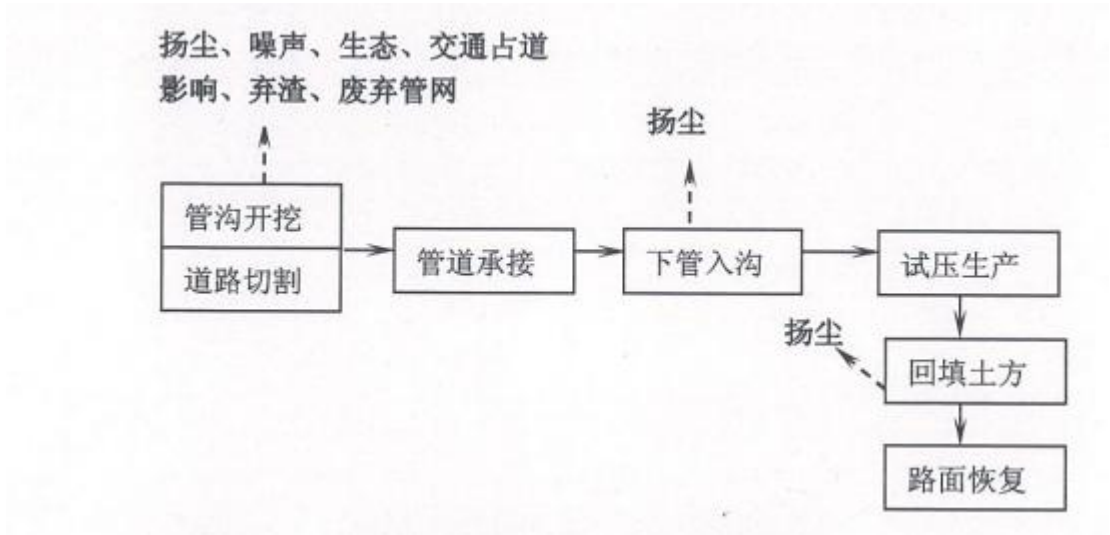 扬尘、噪声、生态、交通占道
影响、弃渣、废弃管网
扬尘
管沟开挖
道路切割
管道承接
下管入沟
试压生产
扬尘
回填土方
路面恢复